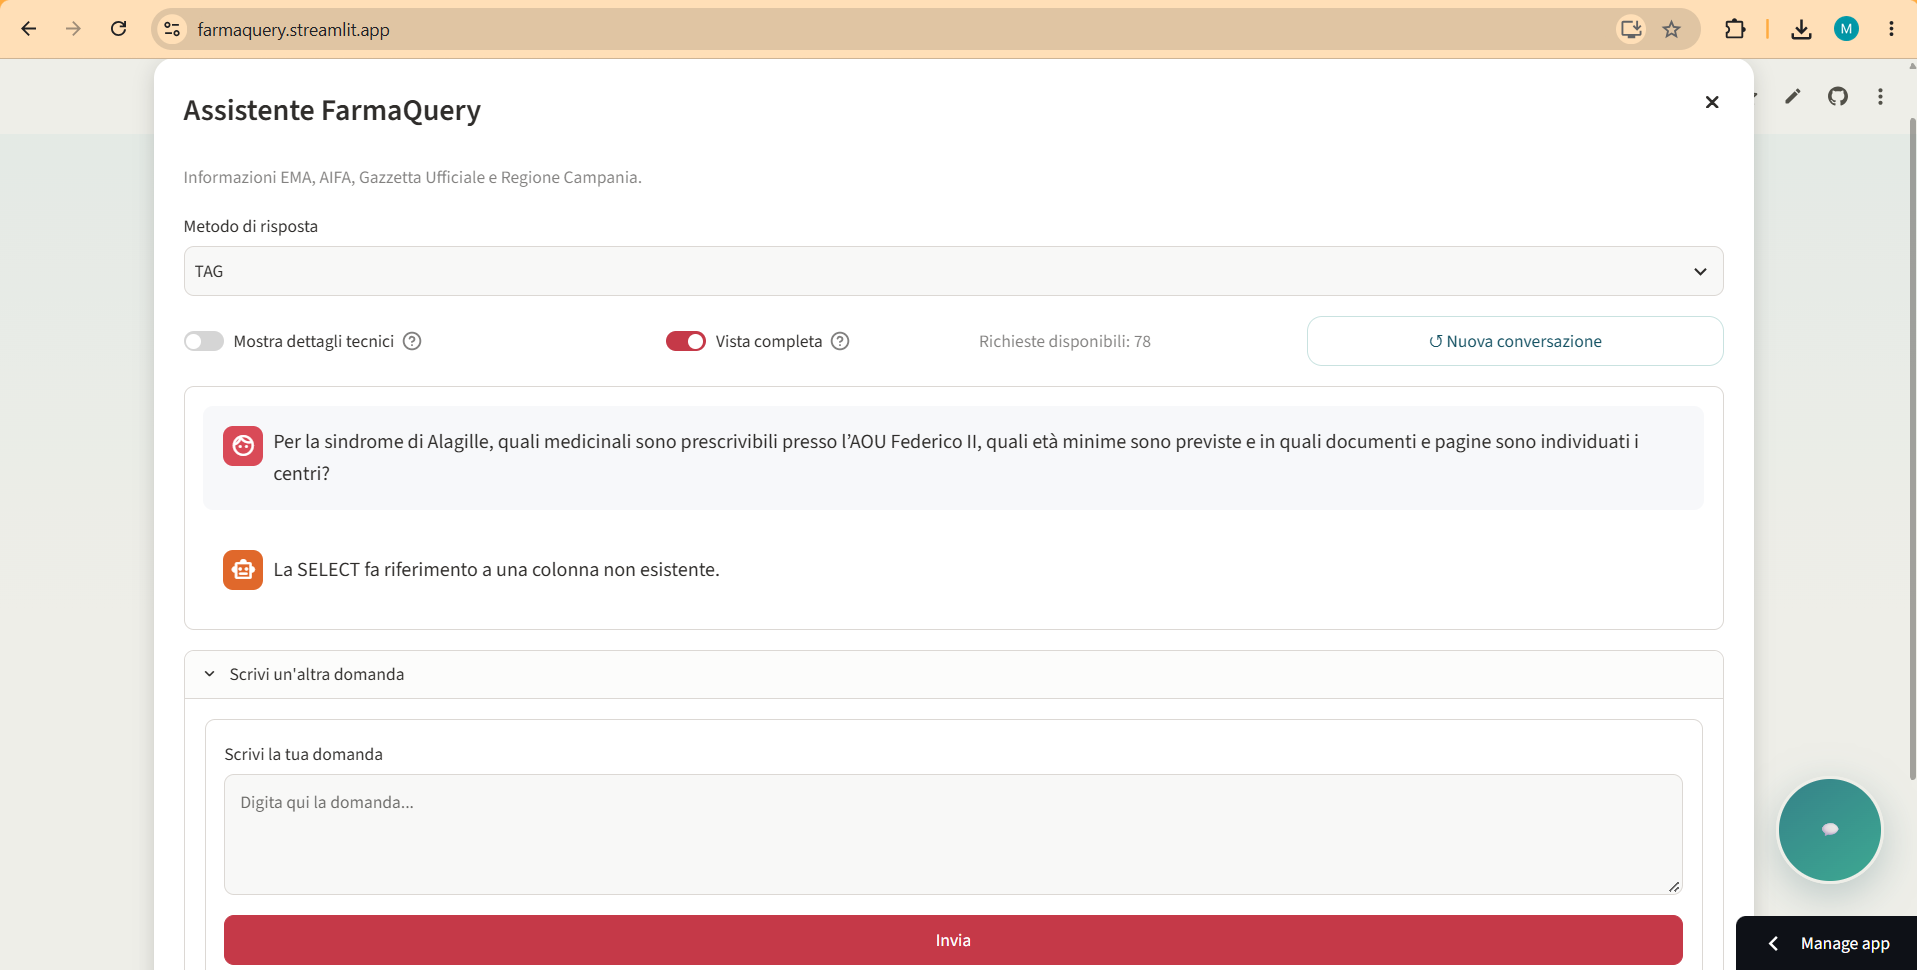 farmaquery.streamlit.app
M
Assistente FarmaQuery
Informazioni EMA, AIFA, Gazzetta Ufficiale e Regione Campania.
Metodo di risposta
TAG
Mostra dettagli tecnici ?
Vista completa ?
Richieste disponibili: 78
↺ Nuova conversazione
Per la sindrome di Alagille, quali medicinali sono prescrivibili presso l’AOU Federico II, quali età minime sono previste e in quali documenti e pagine sono individuati i
centri?
La SELECT fa riferimento a una colonna non esistente.
Scrivi un'altra domanda
Scrivi la tua domanda
Digita qui la domanda...
Invia
Manage app